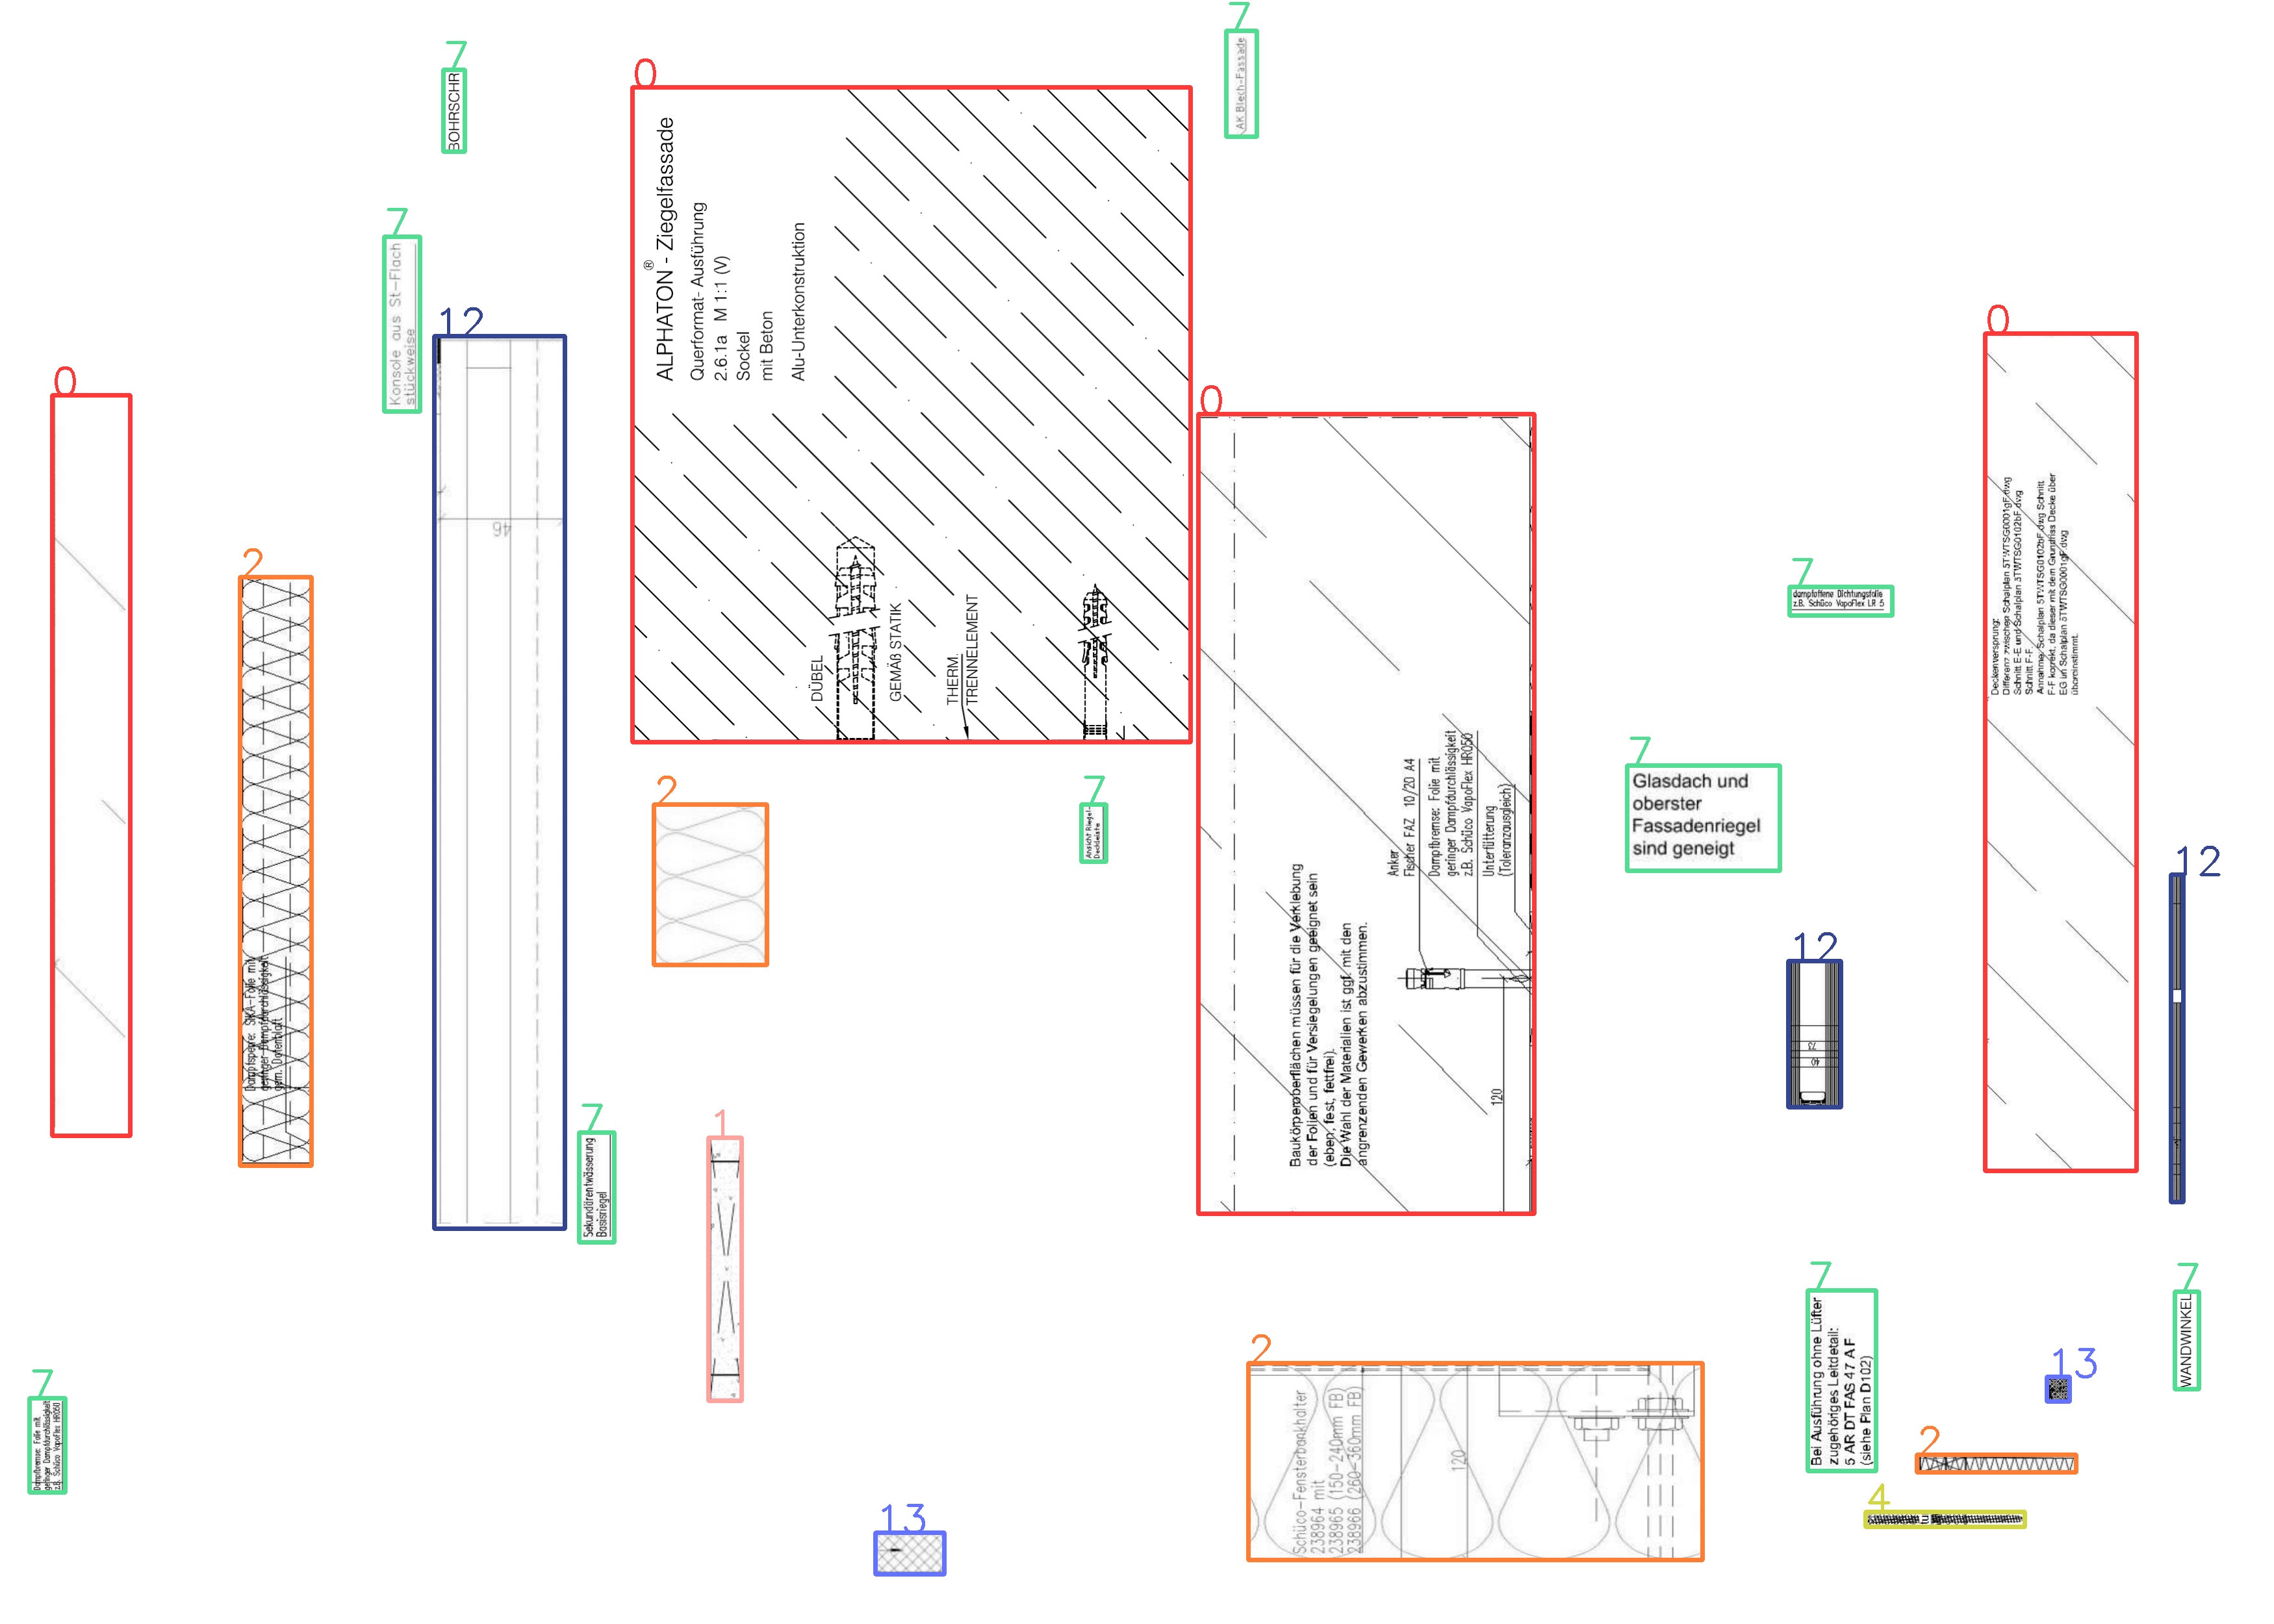 7
AK Blech-Fassade
7
BOHRSCHR
0
ALPHATON® - Ziegelfassade
Querformat- Ausführung
2.6.1a M 1:1 (V)
Sockel
mit Beton
Alu-Unterkonstruktion
DÜBEL
GEMÄß STATIK
THERM.
TRENNELEMENT
7
Konsole aus St-Flach
stückweise
12
46
0
Deckenversprung:
Differenz zwischen Schalplan 5TWTSG0001gF.dwg
Schnitt E-E und Schalplan 5TWTSG0102bF.dwg
Schnitt F-F.
Annahme: Schalplan 5TWTSG0102bF.dwg Schnitt
F-F korrekt, da dieser mit dem Grundriss Decke über
EG in Schalplan 5TWTSG0001gF.dwg
übereinstimmt.
0
0
Baukörperoberflächen müssen für die Verklebung
der Folien und für Versiegelungen geeignet sein
(eben, fest, fettfrei).
Die Wahl der Materialien ist ggf. mit den
angrenzenden Gewerken abzustimmen.
Anker
Fischer FAZ 10/20 A4
Dampfbremse: Folie mit
geringer Dampfdurchlässigkeit
z.B. Schüco VapoFlex HR050
Unterfütterung
(Toleranzausgleich)
120
2
Dampfsperre: SIKA-Folie mit
geringer Dampfdurchlässigkeit
gem. Datenblatt
7
dampfoffene Dichtungsfolie
z.B. Schüco VapoFlex LR 5
7
Glasdach und
oberster
Fassadenriegel
sind geneigt
2
7
Ansicht Riegel-
Deckleiste
12
12
73
40
7
Sekundärentwässerung
Basisriegel
1
7
Bei Ausführung ohne Lüfter
zugehöriges Leitdetail:
5 AR DT FAS 47 A F
(siehe Plan D102)
7
WANDWINKEL
2
Schüco-Fensterbankhalter
238964 mit
238965 (150-240mm FB)
238966 (260-360mm FB)
120
13
7
Dampfbremse: Folie mit
geringer Dampfdurchlässigkeit
z.B. Schüco VapoFlex HR050
2
4
13